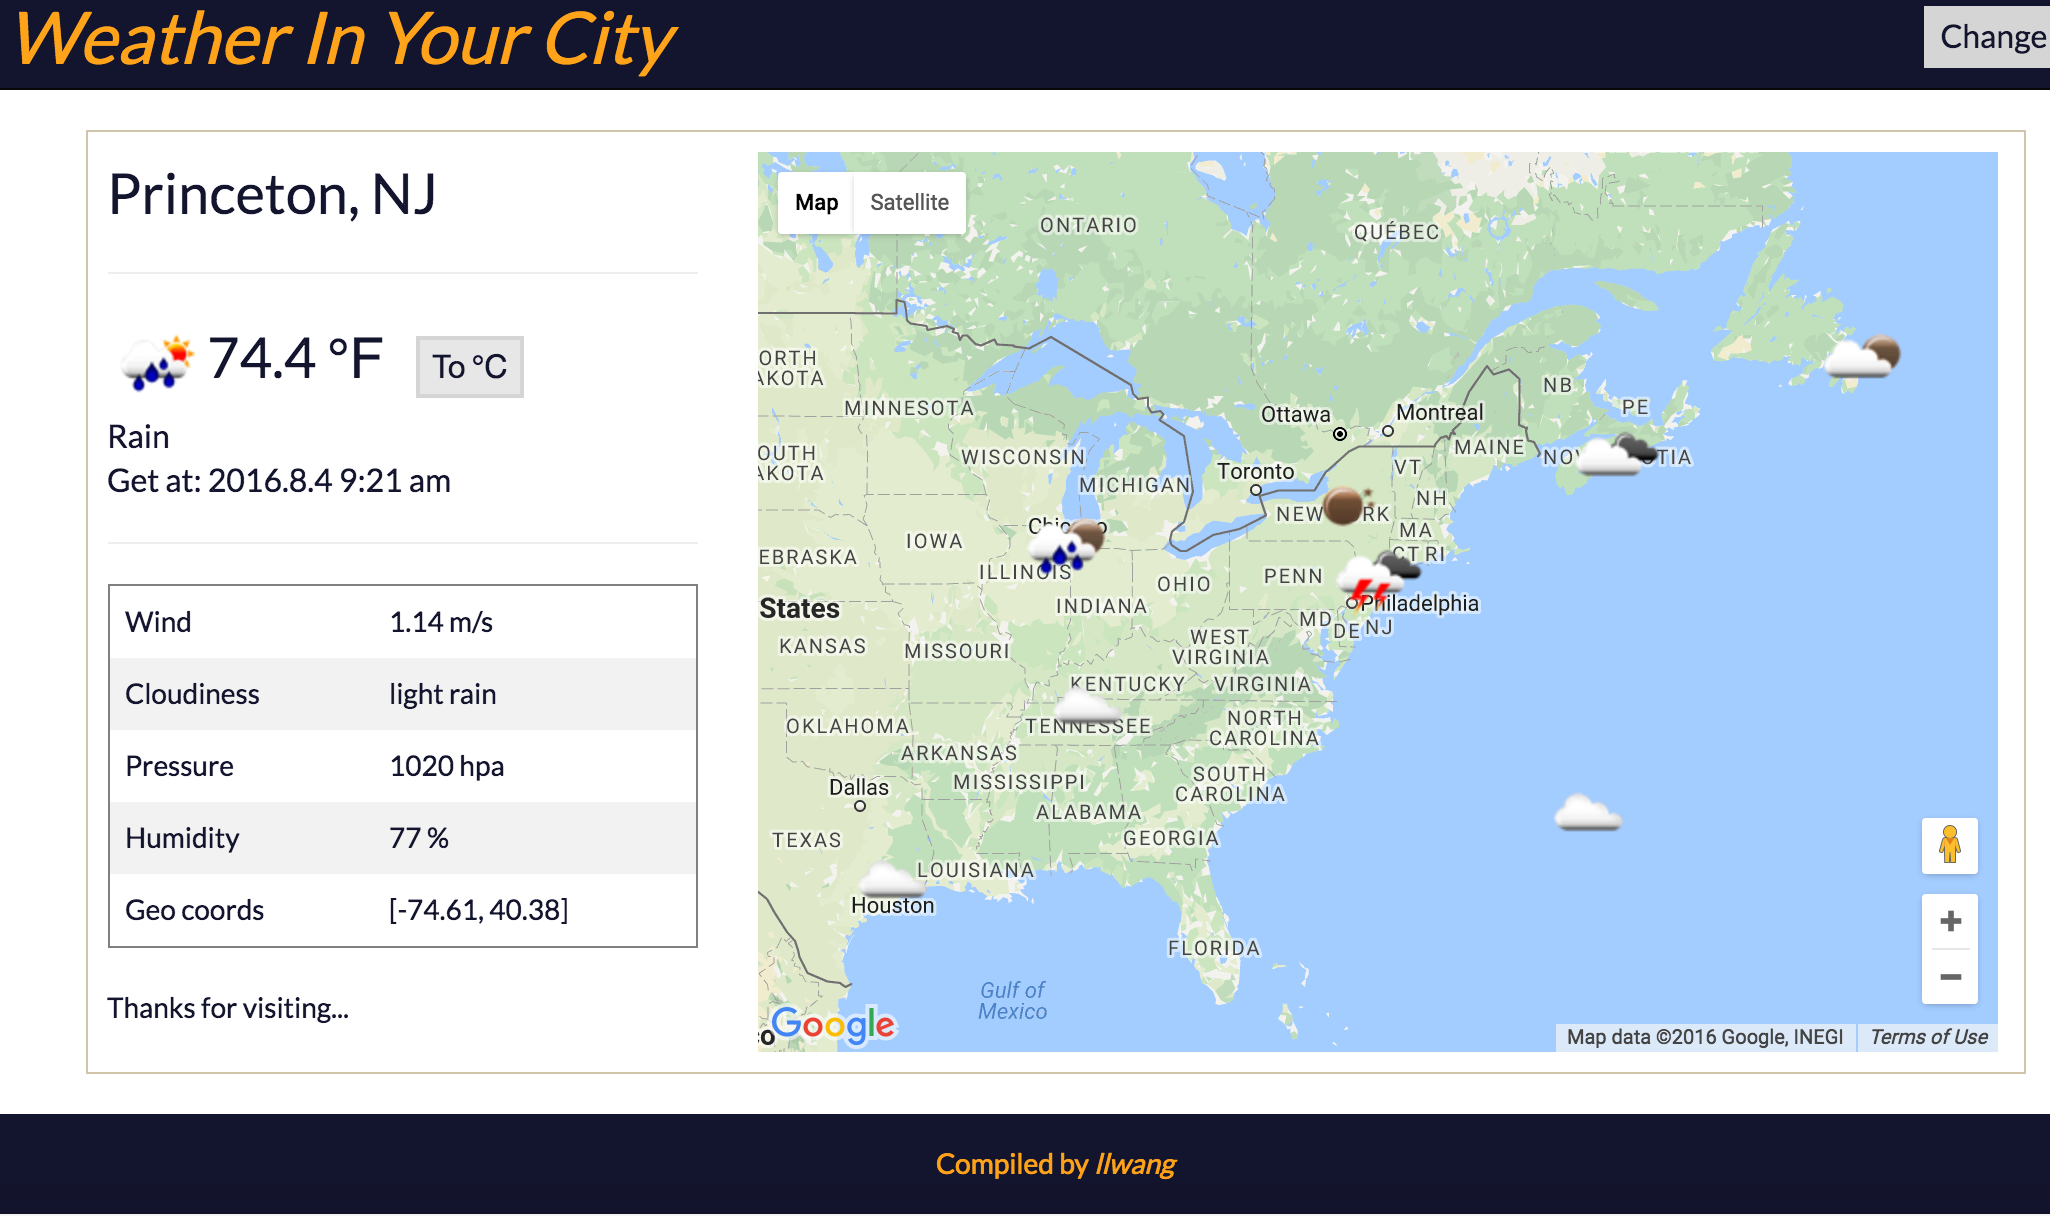 Weather In Your City
Change
Princeton, NJ
74.4 °F
To °C
Rain
Get at: 2016.8.4 9:21 am
Wind 1.14 m/s
Cloudiness light rain
Pressure 1020 hpa
Humidity 77 %
Geo coords [-74.61, 40.38]
Thanks for visiting...
Map Satellite
ONTARIO
QUÉBEC
ORTH
AKOTA
MINNESOTA
OUTH
AKOTA
WISCONSIN
MICHIGAN
Ottawa
Montreal
Toronto
NB
PE
MAINE
VT
NH
NEW RK
MA
CT RI
IOWA
EBRASKA
ILLINOIS
INDIANA
OHIO
PENN
Philadelphia
MD
DE
NJ
States
KANSAS
MISSOURI
WEST
VIRGINIA
KENTUCKY
VIRGINIA
OKLAHOMA
TENNESSEE
NORTH
CAROLINA
ARKANSAS
MISSISSIPPI
SOUTH
CAROLINA
Dallas
ALABAMA
TEXAS
GEORGIA
LOUISIANA
Houston
FLORIDA
Gulf of
Mexico
Google
Map data ©2016 Google, INEGI
Terms of Use
Compiled by llwang